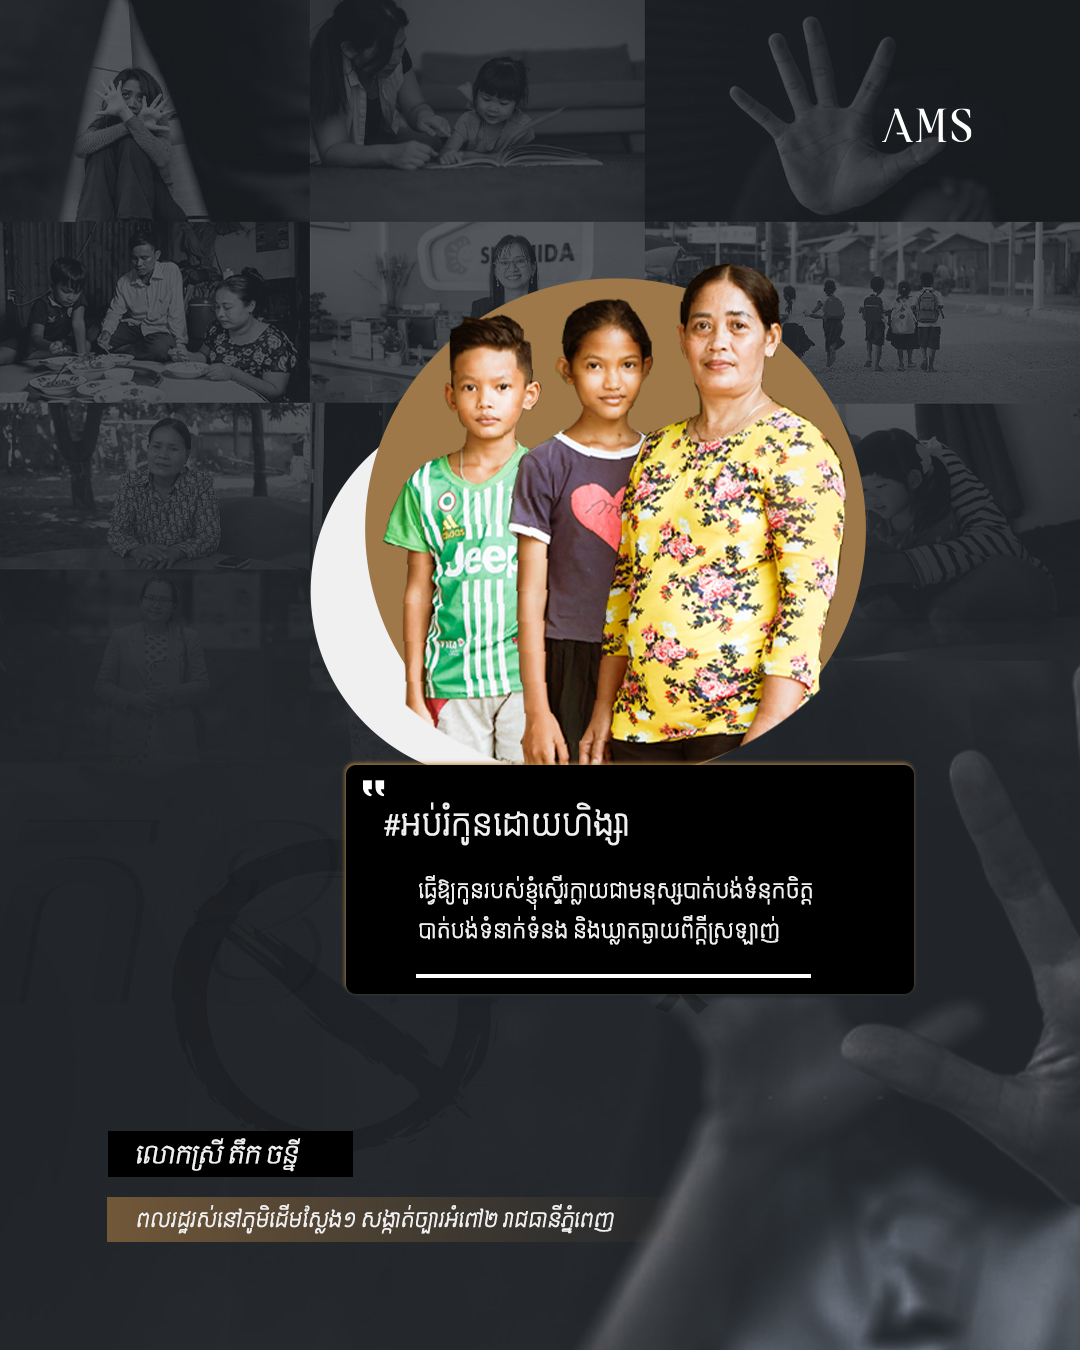 AMS
adidas
Jeep
#អប់រំកូនដោយហិង្សា
ធ្វើឱ្យកូនរបស់ខ្ញុំស្ទើរក្លាយជាមនុស្សបាត់បង់ទំនុកចិត្ត
បាត់បង់ទំនាក់ទំនង និងឃ្លាតឆ្ងាយពីក្ដីស្រឡាញ់
លោកស្រី តឹក ចន្នី
ពលរដ្ឋរស់នៅភូមិដើមស្លែង១ សង្កាត់ច្បារអំពៅ២ រាជធានីភ្នំពេញ